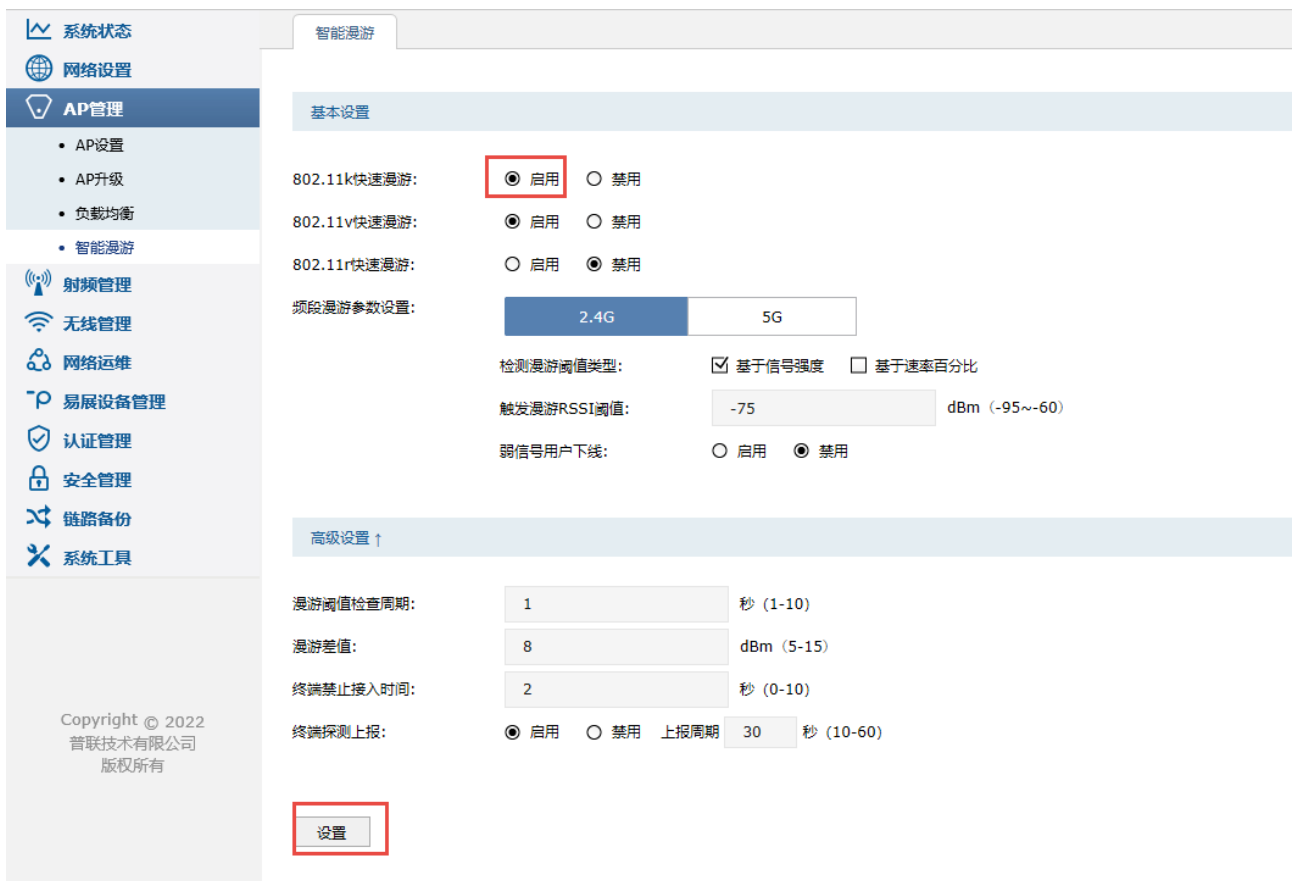 系统状态
网络设置
AP管理
• AP设置
• AP升级
• 负载均衡
• 智能漫游
射频管理
无线管理
网络运维
易展设备管理
认证管理
安全管理
链路备份
系统工具
Copyright © 2022
普联技术有限公司
版权所有
智能漫游
基本设置
802.11k快速漫游: 启用 禁用
802.11v快速漫游: 启用 禁用
802.11r快速漫游: 启用 禁用
频段漫游参数设置: 2.4G 5G
检测漫游阈值类型: 基于信号强度 基于速率百分比
触发漫游RSSI阈值: -75 dBm（-95~-60）
弱信号用户下线: 启用 禁用
高级设置 ↑
漫游阈值检查周期: 1 秒 (1-10)
漫游差值: 8 dBm（5-15）
终端禁止接入时间: 2 秒 (0-10)
终端探测上报: 启用 禁用 上报周期 30 秒 (10-60)
设置